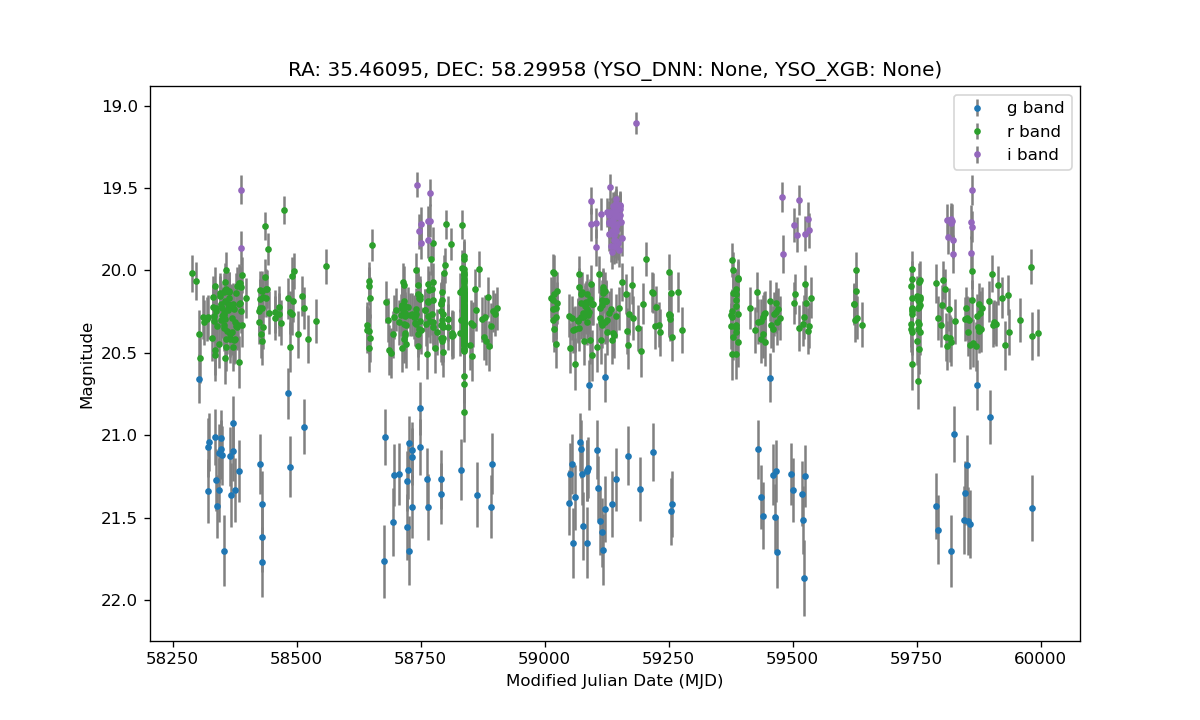 RA: 35.46095, DEC: 58.29958 (YSO_DNN: None, YSO_XGB: None)
g band
r band
i band
19.0
19.5
20.0
20.5
21.0
21.5
22.0
Magnitude
58250 58500 58750 59000 59250 59500 59750 60000
Modified Julian Date (MJD)